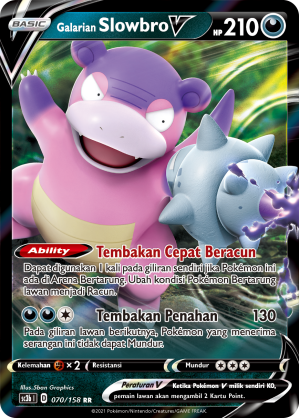 BASIC
Galarian Slowbro V HP 210
Ability Tembakan Cepat Beracun
Dapat digunakan 1 kali pada giliran sendiri jika Pokémon ini
ada di Arena Bertarung. Ubah kondisi Pokémon Bertarung
lawan menjadi Racun.
Tembakan Penahan 130
Pada giliran lawan berikutnya, Pokémon yang menerima
serangan ini tidak dapat Mundur.
Kelemahan × 2 Resistansi Mundur
Illus. 5ban Graphics
Peraturan V Ketika Pokémon V milik sendiri KO,
pemain lawan akan mengambil 2 Kartu Point.
sc3b I D 070/158 RR
©2021 Pokémon/Nintendo/Creatures/GAME FREAK.